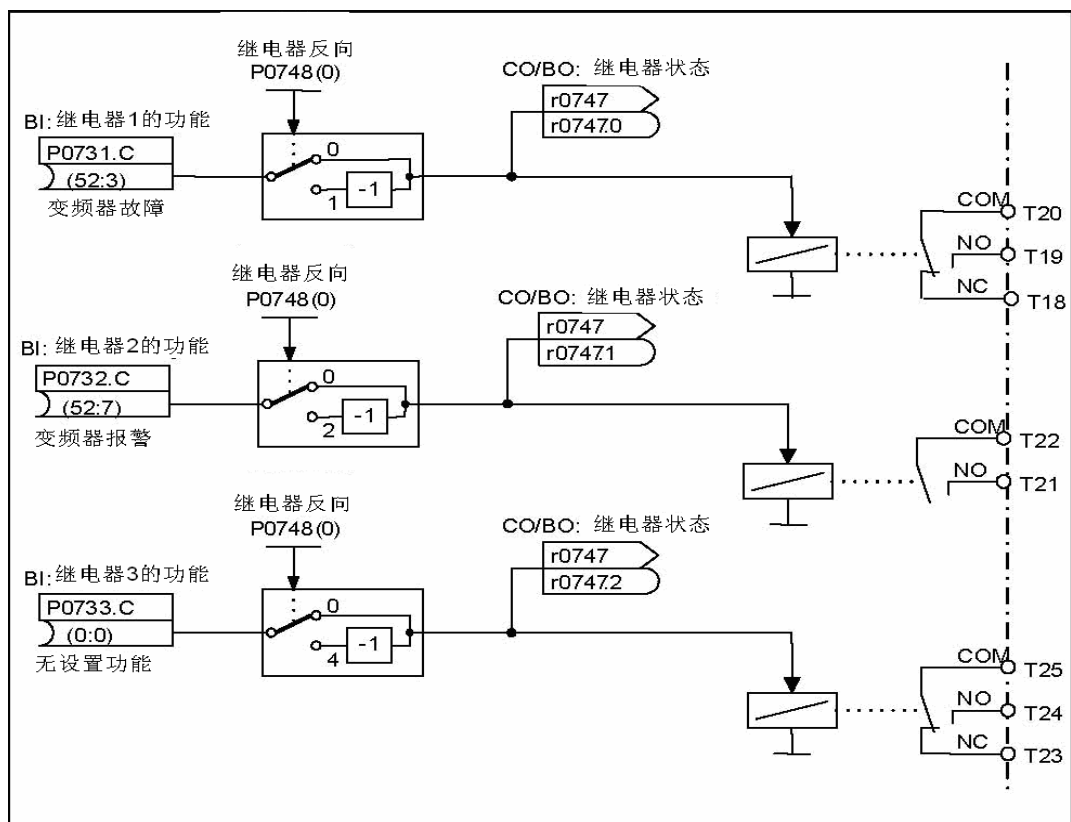 继电器反向
P0748(0)
CO/BO: 继电器状态
r0747
r0747.0
BI:继电器1的功能
P0731.C
(52:3)
变频器故障
0
1
-1
COM
T20
NO
T19
NC
T18
继电器反向
P0748(0)
CO/BO: 继电器状态
r0747
r0747.1
BI:继电器2的功能
P0732.C
(52:7)
变频器报警
0
2
-1
COM
T22
NO
T21
继电器反向
P0748(0)
CO/BO: 继电器状态
r0747
r0747.2
BI:继电器3的功能
P0733.C
(0:0)
无设置功能
0
4
-1
COM
T25
NO
T24
NC
T23